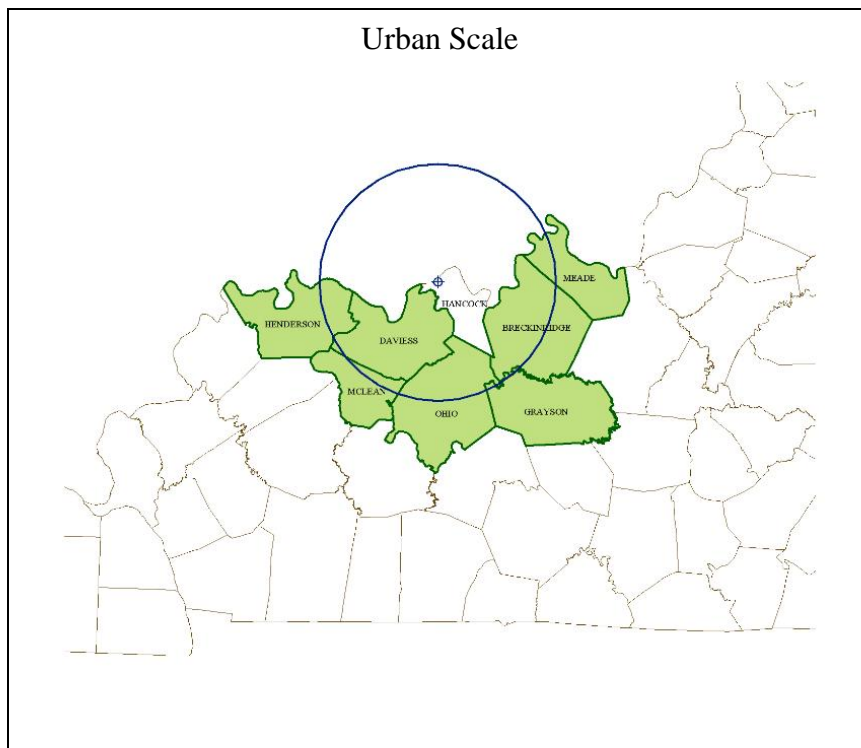 Urban Scale
MEADE
HANCOCK
HENDERSON
BRECKINRIDGE
DAVIESS
MCLEAN
OHIO
GRAYSON